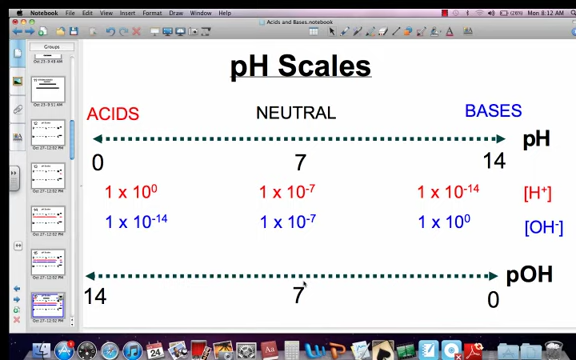 Notebook File Edit View Insert Format Draw Window Help
(26%) Mon 8:12 AM
Acids and Bases.notebook
Groups
pH Scales
ACIDS NEUTRAL BASES
pH
0 7 14
1 x 10⁰ 1 x 10⁻⁷ 1 x 10⁻¹⁴ [H⁺]
1 x 10⁻¹⁴ 1 x 10⁻⁷ 1 x 10⁰ [OH⁻]
pOH
14 7 0